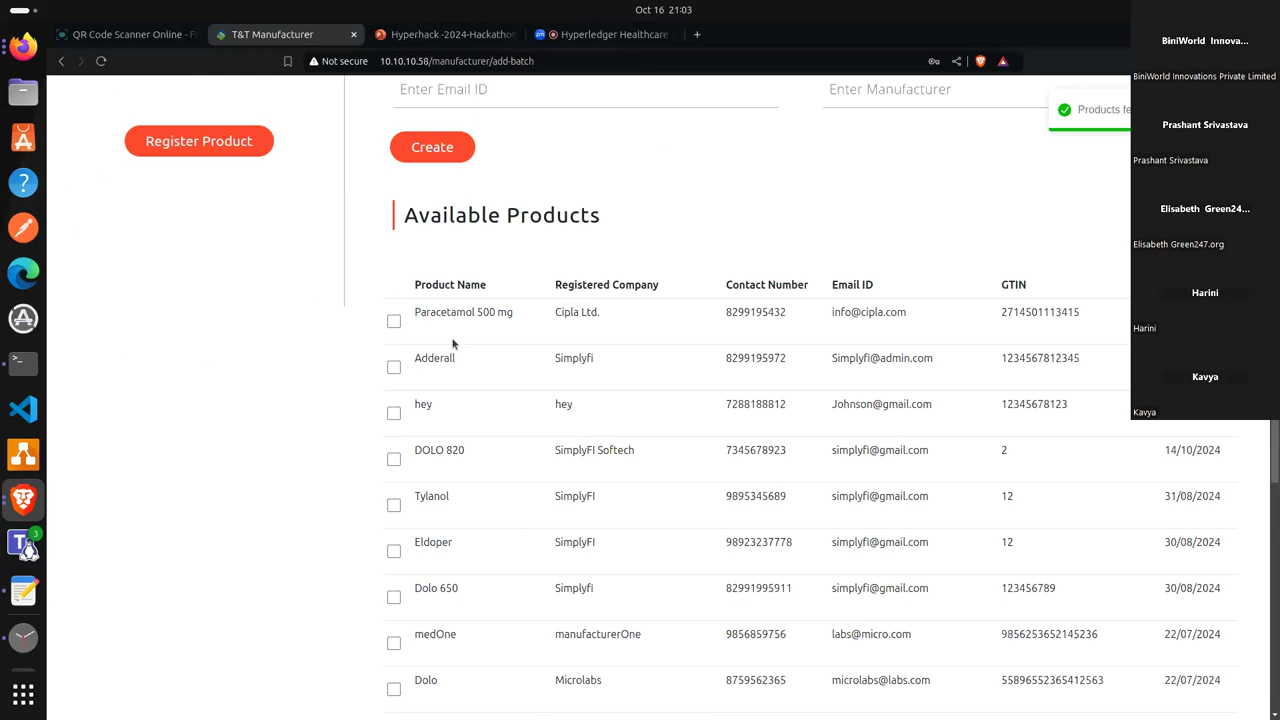 Oct 16 21:03
QR Code Scanner Online - F
T&T Manufacturer
Hyperhack -2024-Hackathon
Hyperledger Healthcare
Not secure 10.10.10.58/manufacturer/add-batch
Enter Email ID Enter Manufacturer
Products fe
Register Product
Create
Available Products
Product Name Registered Company Contact Number Email ID GTIN
Paracetamol 500 mg Cipla Ltd. 8299195432 info@cipla.com 2714501113415
Adderall Simplyfi 8299195972 Simplyfi@admin.com 1234567812345
hey hey 7288188812 Johnson@gmail.com 12345678123
DOLO 820 SimplyFI Softech 7345678923 simplyfi@gmail.com 2 14/10/2024
Tylanol SimplyFI 9895345689 simplyfi@gmail.com 12 31/08/2024
Eldoper SimplyFI 98923237778 simplyfi@gmail.com 12 30/08/2024
Dolo 650 Simplyfi 82991995911 simplyfi@gmail.com 123456789 30/08/2024
medOne manufacturerOne 9856859756 labs@micro.com 9856253652145236 22/07/2024
Dolo Microlabs 8759562365 microlabs@labs.com 55896552365412563 22/07/2024
BiniWorld Innova...
BiniWorld Innovations Private Limited
Prashant Srivastava
Prashant Srivastava
Elisabeth Green24...
Elisabeth Green247.org
Harini
Harini
Kavya
Kavya
3